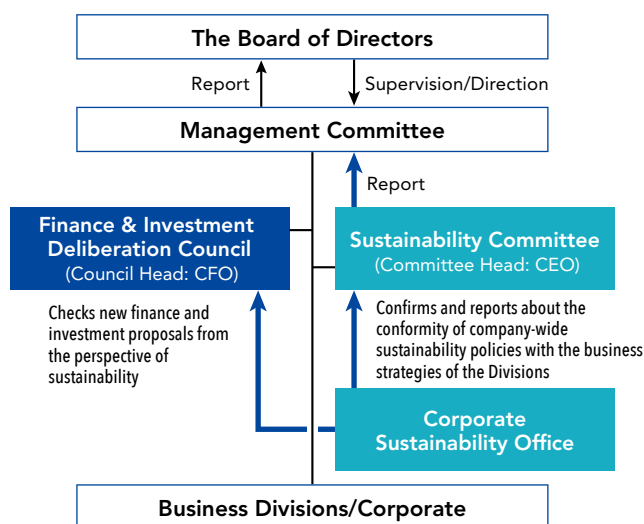 The Board of Directors
Report
Supervision/Direction
Management Committee
Report
Finance & Investment
Deliberation Council
(Council Head: CFO)
Sustainability Committee
(Committee Head: CEO)
Checks new finance and
investment proposals from
the perspective of
sustainability
Confirms and reports about the
conformity of company-wide
sustainability policies with the business
strategies of the Divisions
Corporate
Sustainability Office
Business Divisions/Corporate